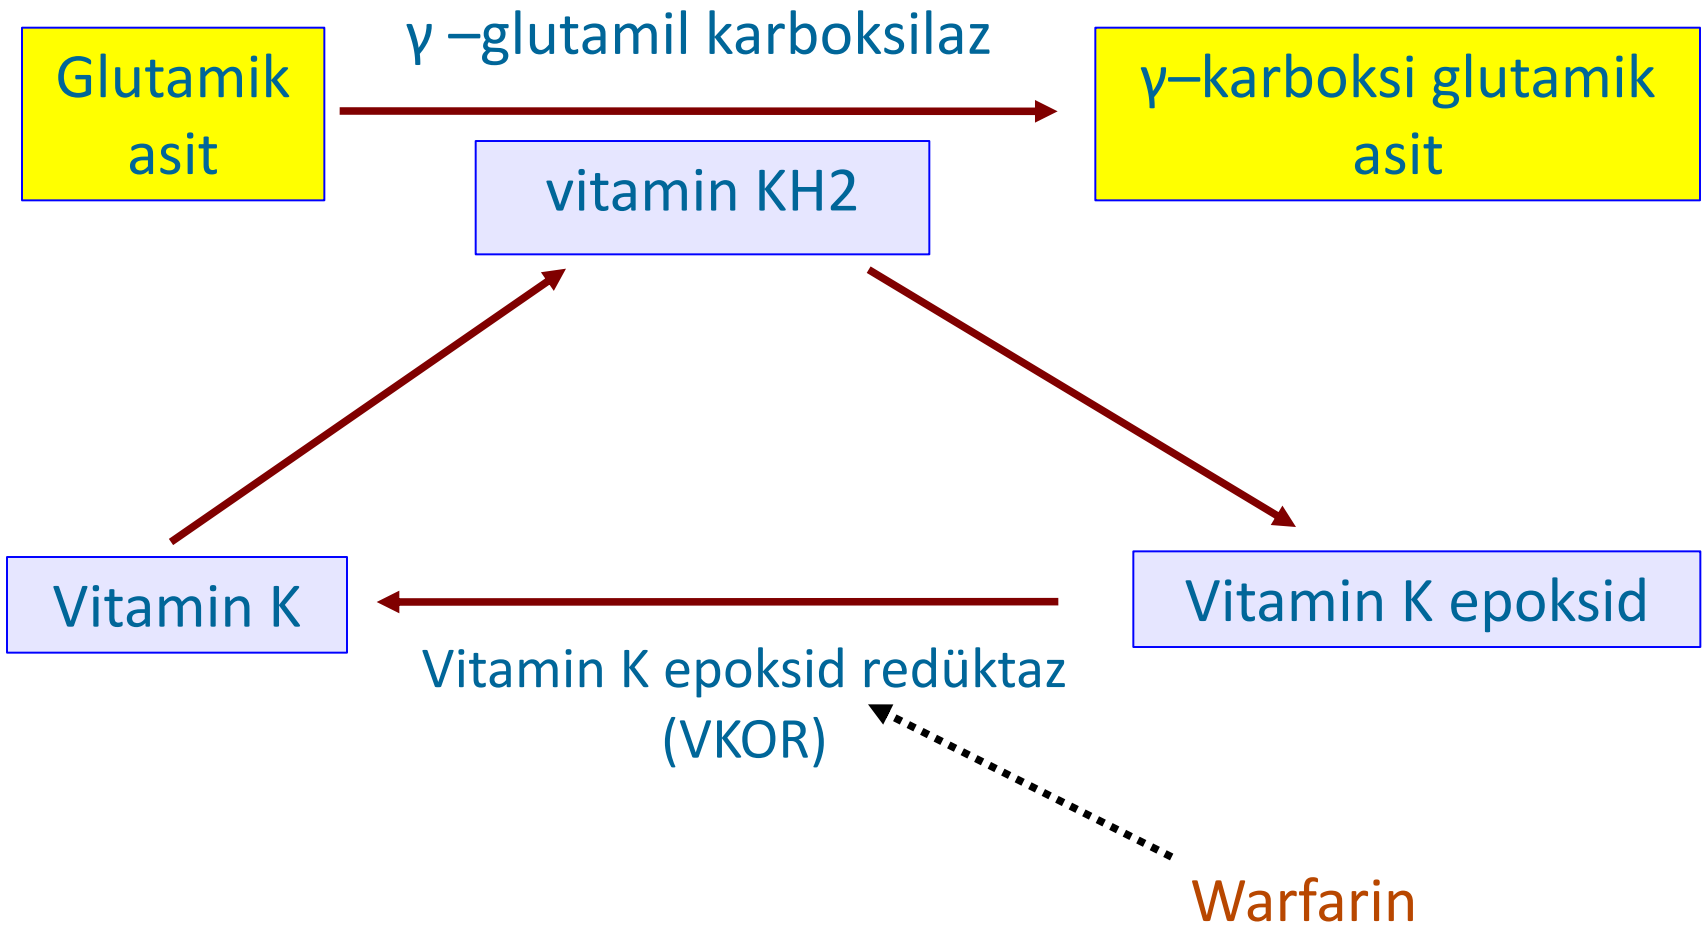 γ –glutamil karboksilaz
Glutamik
asit
γ–karboksi glutamik
asit
vitamin KH2
Vitamin K
Vitamin K epoksid
Vitamin K epoksid redüktaz
(VKOR)
Warfarin